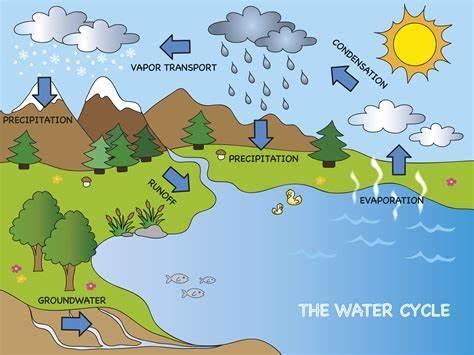 VAPOR TRANSPORT
CONDENSATION
PRECIPITATION
PRECIPITATION
RUNOFF
EVAPORATION
GROUNDWATER
THE WATER CYCLE